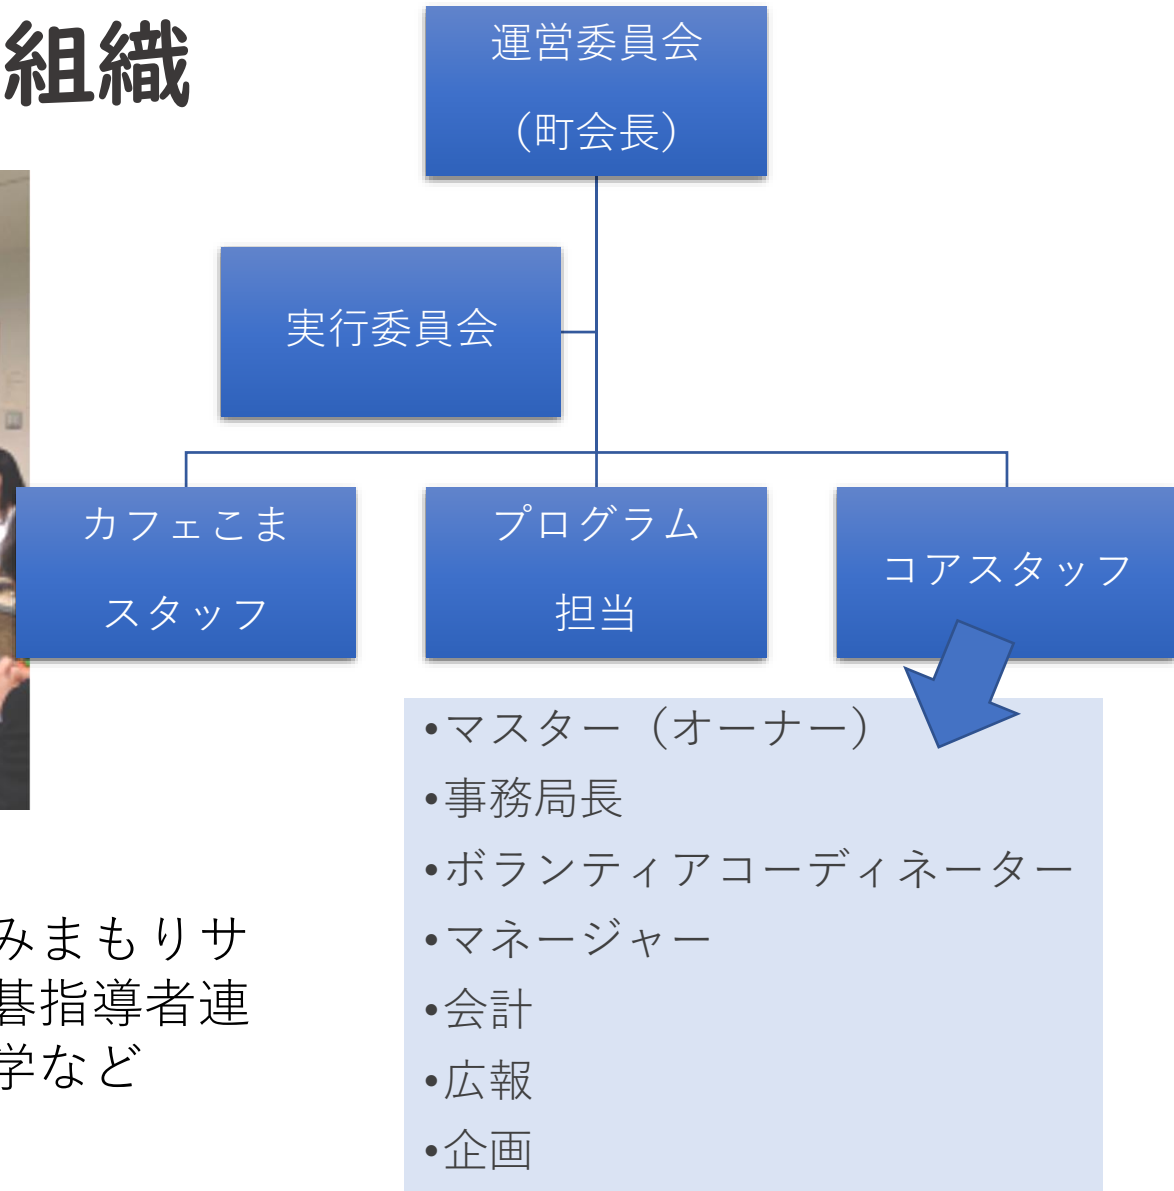 組織
運営委員会
（町会長）
実行委員会
カフェこま
スタッフ
プログラム
担当
コアスタッフ
•マスター（オーナー）
•事務局長
•ボランティアコーディネーター
•マネージャー
•会計
•広報
•企画
みまもりサ
碁指導者連
学など